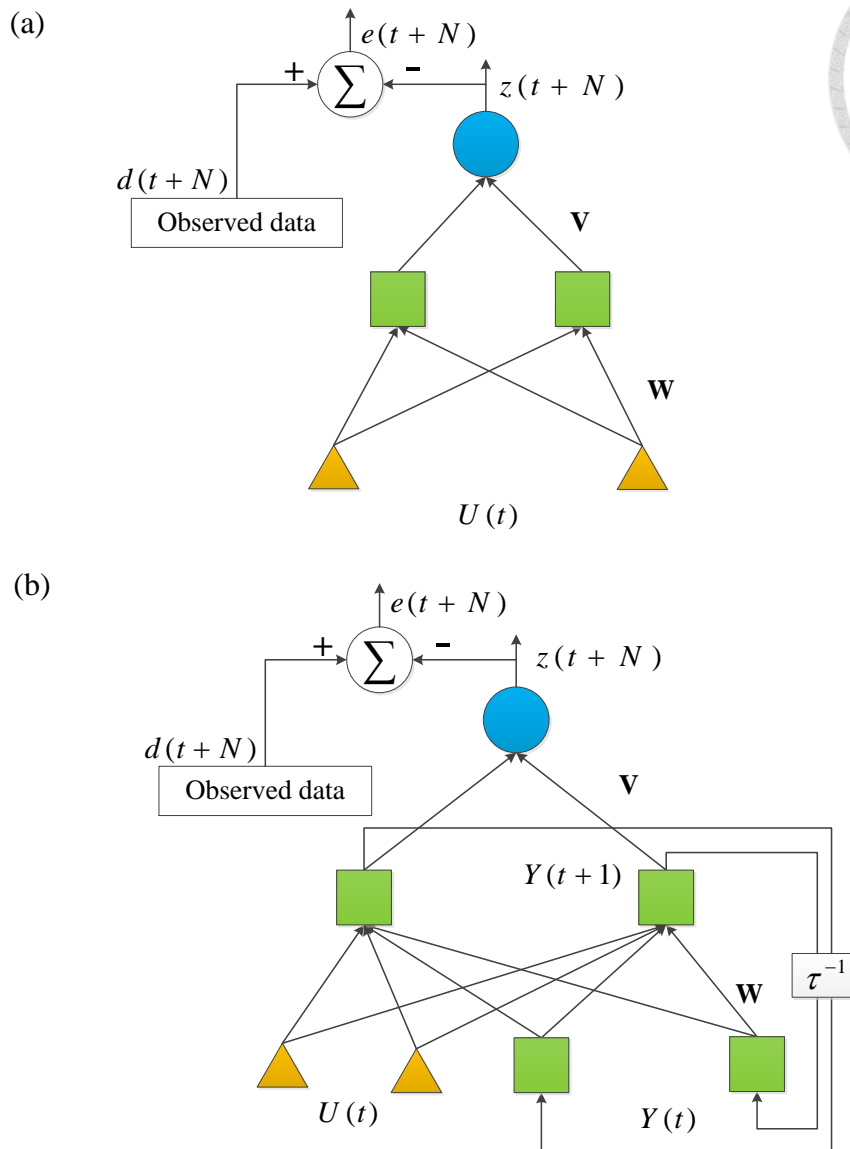 (a)
e(t + N)
+
-
∑
z(t + N)
d(t + N)
Observed data
V
W
U(t)
(b)
e(t + N)
+
-
∑
z(t + N)
d(t + N)
Observed data
V
Y(t + 1)
τ⁻¹
W
U(t)
Y(t)